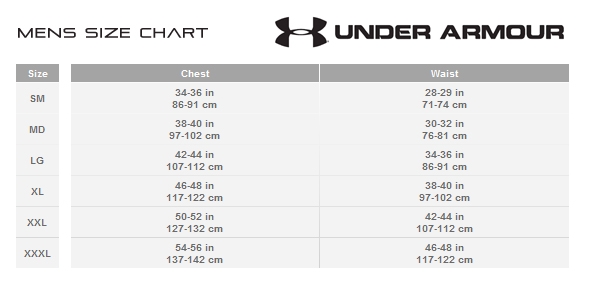 MENS SIZE CHART
UNDER ARMOUR
Size Chest Waist
SM 34-36 in 28-29 in
86-91 cm 71-74 cm
MD 38-40 in 30-32 in
97-102 cm 76-81 cm
LG 42-44 in 34-36 in
107-112 cm 86-91 cm
XL 46-48 in 38-40 in
117-122 cm 97-102 cm
XXL 50-52 in 42-44 in
127-132 cm 107-112 cm
XXXL 54-56 in 46-48 in
137-142 cm 117-122 cm